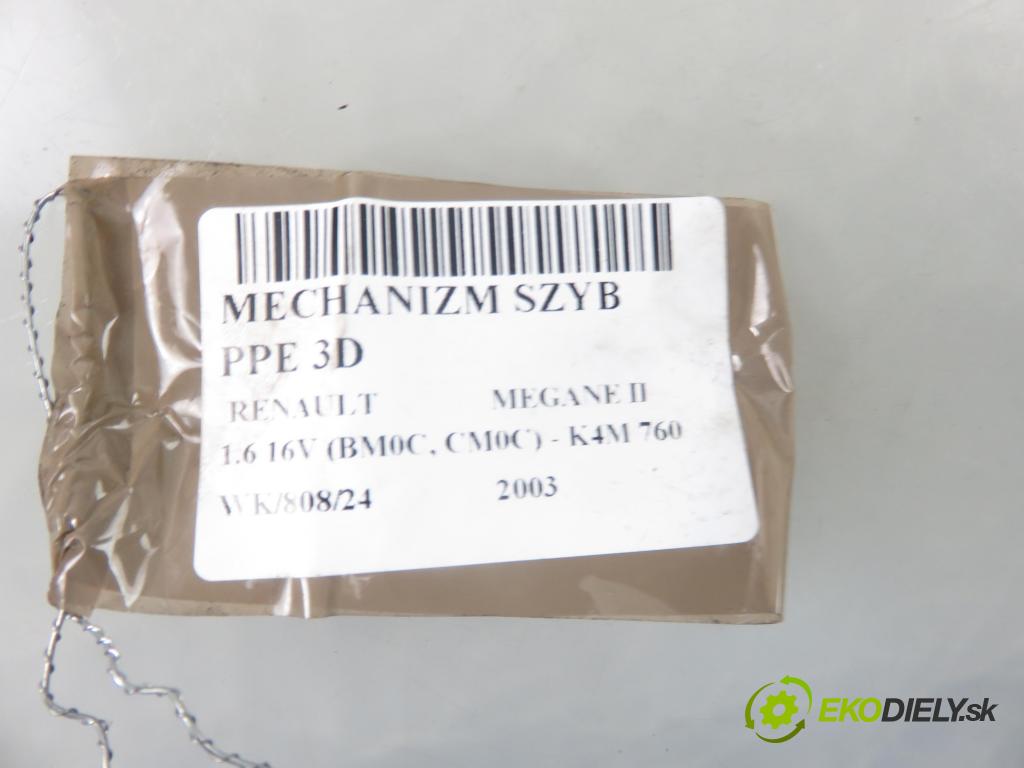 MECHANIZM SZYB
PPE 3D
RENAULT MEGANE II
1.6 16V (BM0C, CM0C) - K4M 760
WK/808/24 2003
EKODIELY.sk